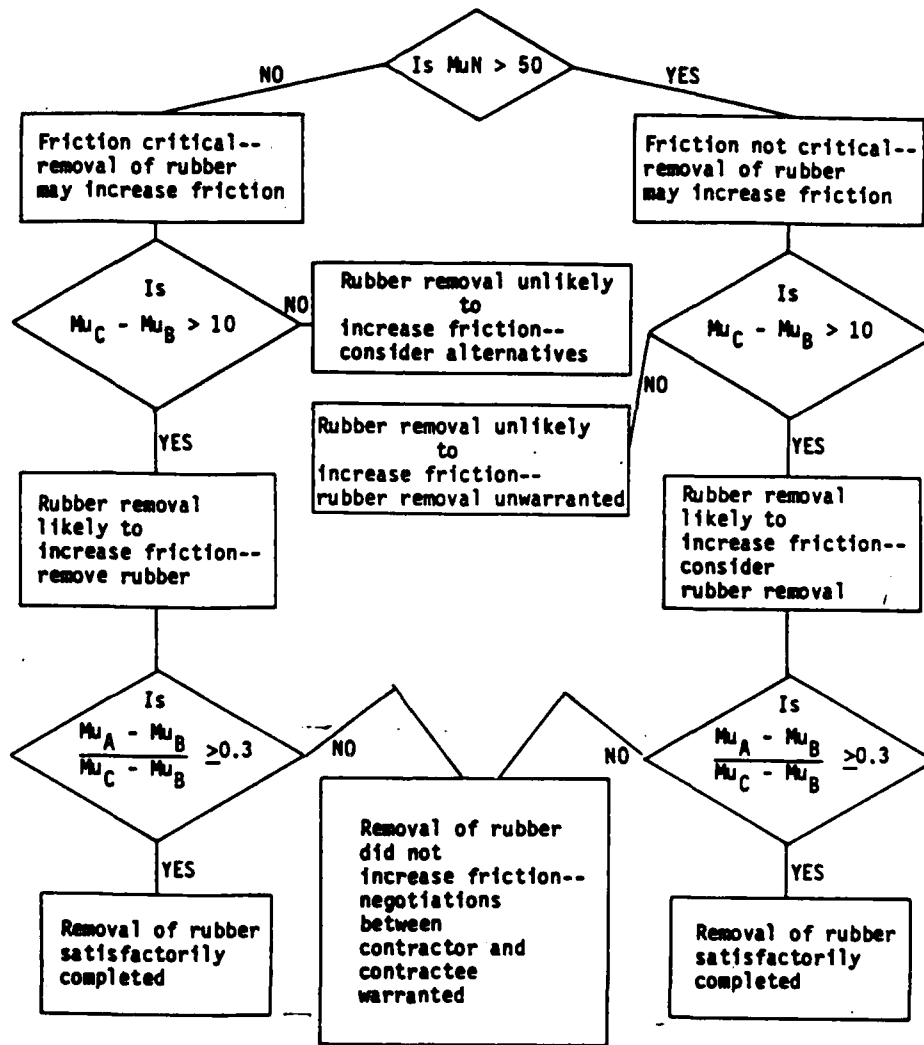 Is MuN > 50
NO
YES
Friction critical--
removal of rubber
may increase friction
Friction not critical--
removal of rubber
may increase friction
Is
Mu_C - Mu_B > 10
NO
Rubber removal unlikely
to
increase friction--
consider alternatives
Is
Mu_C - Mu_B > 10
NO
Rubber removal unlikely
to
increase friction--
rubber removal unwarranted
YES
YES
Rubber removal
likely to
increase friction--
remove rubber
Rubber removal
likely to
increase friction--
consider
rubber removal
Is
Mu_A - Mu_B
Mu_C - Mu_B
≥0.3
NO
Is
Mu_A - Mu_B
Mu_C - Mu_B
≥0.3
NO
Removal of rubber
did not
increase friction--
negotiations
between
contractor and
contractee
warranted
YES
YES
Removal of rubber
satisfactorily
completed
Removal of rubber
satisfactorily
completed